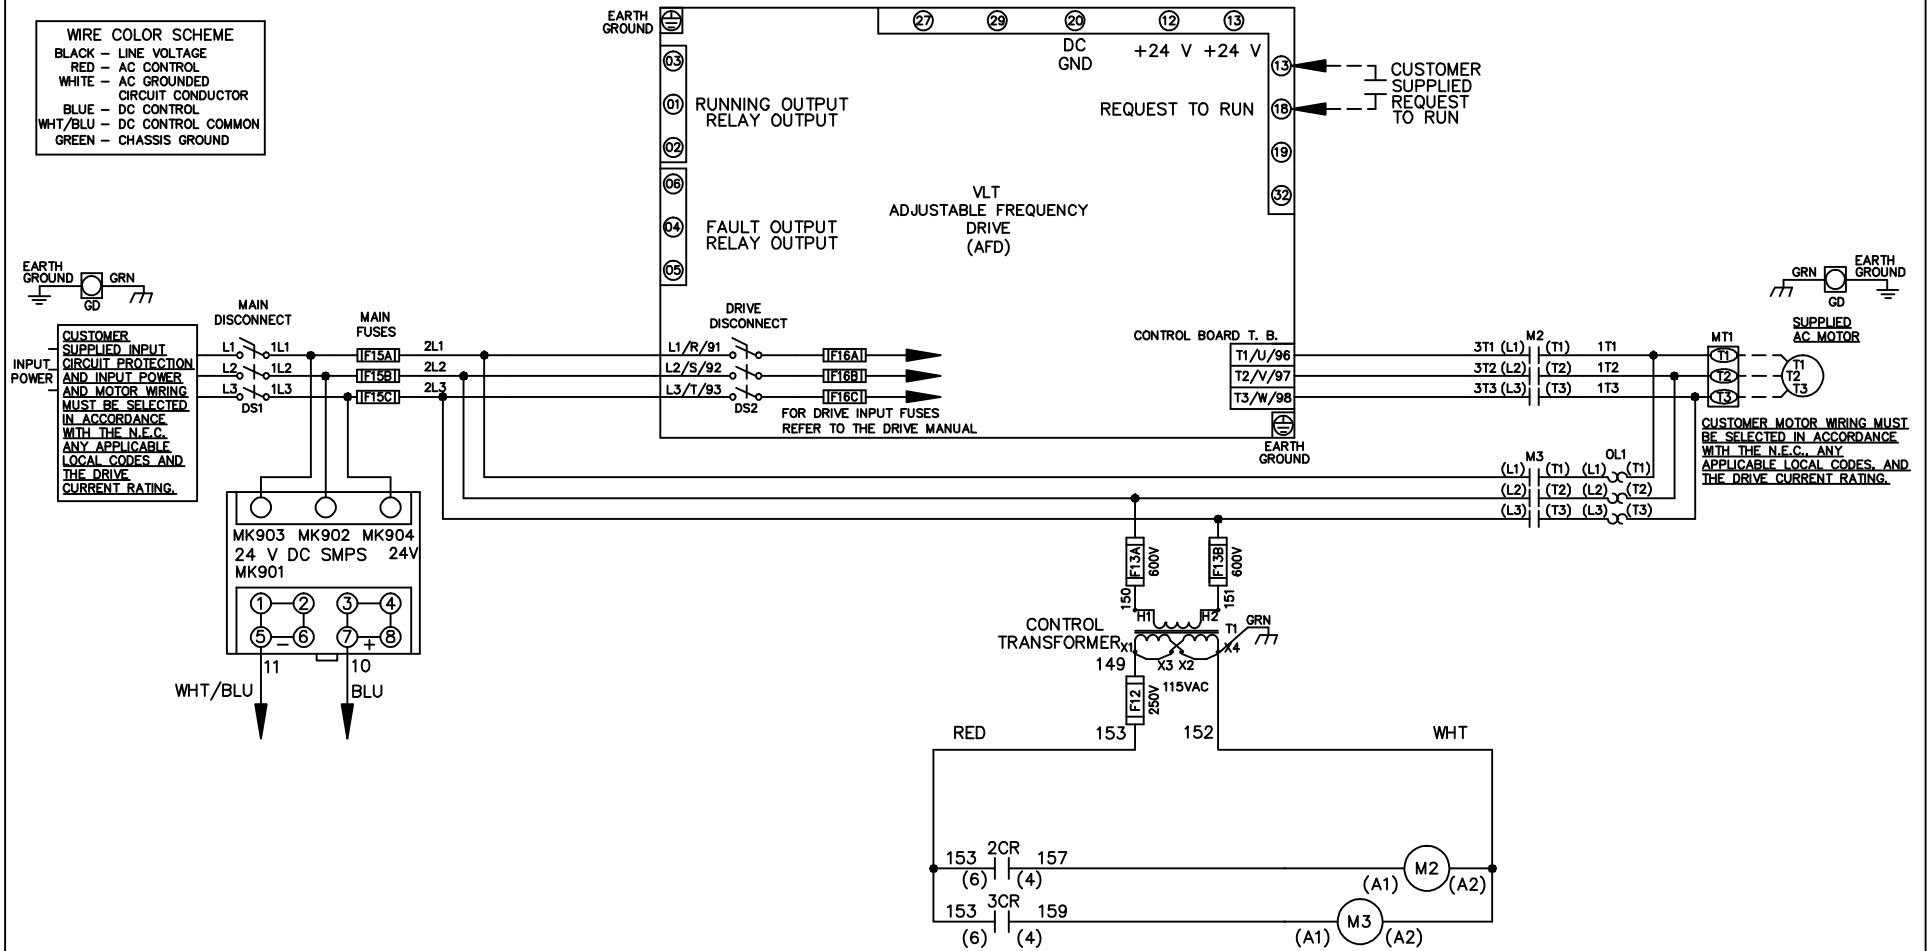 WIRE COLOR SCHEME
BLACK – LINE VOLTAGE
RED – AC CONTROL
WHITE – AC GROUNDED
CIRCUIT CONDUCTOR
BLUE – DC CONTROL
WHT/BLU – DC CONTROL COMMON
GREEN – CHASSIS GROUND
EARTH
GROUND
27
29
20
12
13
DC
GND
+24 V
+24 V
03
01
02
RUNNING OUTPUT
RELAY OUTPUT
06
04
05
FAULT OUTPUT
RELAY OUTPUT
VLT
ADJUSTABLE FREQUENCY
DRIVE
(AFD)
REQUEST TO RUN
13
18
19
32
CUSTOMER
SUPPLIED
REQUEST
TO RUN
EARTH
GROUND
GRN
GD
INPUT
POWER
CUSTOMER
SUPPLIED INPUT
CIRCUIT PROTECTION
AND INPUT POWER
AND MOTOR WIRING
MUST BE SELECTED
IN ACCORDANCE
WITH THE N.E.C.
ANY APPLICABLE
LOCAL CODES AND
THE DRIVE
CURRENT RATING.
MAIN
DISCONNECT
L1 1L1
L2 1L2
L3 1L3
DS1
MAIN
FUSES
F15A
F15B
F15C
2L1
2L2
2L3
L1/R/91
L2/S/92
L3/T/93
DRIVE
DISCONNECT
DS2
F16A
F16B
F16C
FOR DRIVE INPUT FUSES
REFER TO THE DRIVE MANUAL
CONTROL BOARD T. B.
T1/U/96
T2/V/97
T3/W/98
EARTH
GROUND
M2
3T1 (L1) (T1) 1T1
3T2 (L2) (T2) 1T2
3T3 (L3) (T3) 1T3
MT1
T1
T2
T3
GRN
GD
EARTH
GROUND
SUPPLIED
AC MOTOR
T1
T2
T3
CUSTOMER MOTOR WIRING MUST
BE SELECTED IN ACCORDANCE
WITH THE N.E.C., ANY
APPLICABLE LOCAL CODES, AND
THE DRIVE CURRENT RATING.
M3 OL1
(L1) (T1) (L1) (T1)
(L2) (T2) (L2) (T2)
(L3) (T3) (L3) (T3)
MK903 MK902 MK904
24 V DC SMPS 24V
MK901
1 2 3 4
5 – 6 7 + 8
11 10
WHT/BLU BLU
F13A
600V
F13B
600V
150
151
H1 H2
CONTROL
TRANSFORMER
T1
GRN
X1 X3 X2 X4
149
115VAC
F12
250V
153
152
RED
WHT
153 2CR 157
(6) (4)
M2
(A1) (A2)
153 3CR 159
(6) (4)
M3
(A1) (A2)